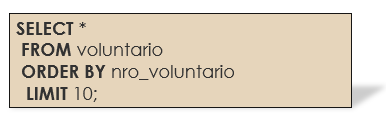 SELECT *
FROM voluntario
ORDER BY nro_voluntario
LIMIT 10;